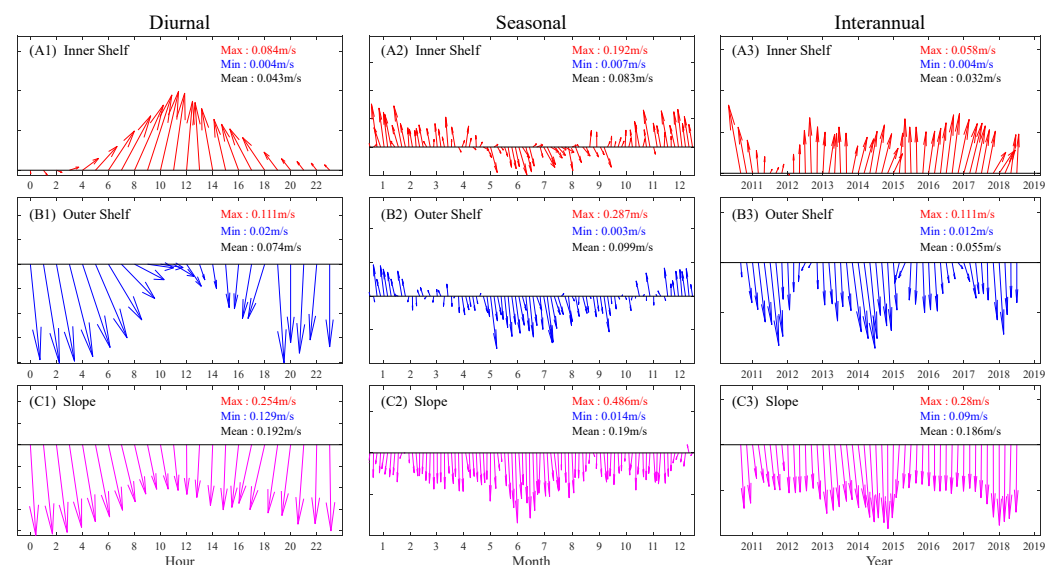 Diurnal
Seasonal
Interannual
(A1) Inner Shelf
Max : 0.084m/s
Min : 0.004m/s
Mean : 0.043m/s
0 2 4 6 8 10 12 14 16 18 20 22
(A2) Inner Shelf
Max : 0.192m/s
Min : 0.007m/s
Mean : 0.083m/s
1 2 3 4 5 6 7 8 9 10 11 12
(A3) Inner Shelf
Max : 0.058m/s
Min : 0.004m/s
Mean : 0.032m/s
2011 2012 2013 2014 2015 2016 2017 2018 2019
(B1) Outer Shelf
Max : 0.111m/s
Min : 0.02m/s
Mean : 0.074m/s
0 2 4 6 8 10 12 14 16 18 20 22
(B2) Outer Shelf
Max : 0.287m/s
Min : 0.003m/s
Mean : 0.099m/s
1 2 3 4 5 6 7 8 9 10 11 12
(B3) Outer Shelf
Max : 0.111m/s
Min : 0.012m/s
Mean : 0.055m/s
2011 2012 2013 2014 2015 2016 2017 2018 2019
(C1) Slope
Max : 0.254m/s
Min : 0.129m/s
Mean : 0.192m/s
0 2 4 6 8 10 12 14 16 18 20 22
Hour
(C2) Slope
Max : 0.486m/s
Min : 0.014m/s
Mean : 0.19m/s
1 2 3 4 5 6 7 8 9 10 11 12
Month
(C3) Slope
Max : 0.28m/s
Min : 0.09m/s
Mean : 0.186m/s
2011 2012 2013 2014 2015 2016 2017 2018 2019
Year